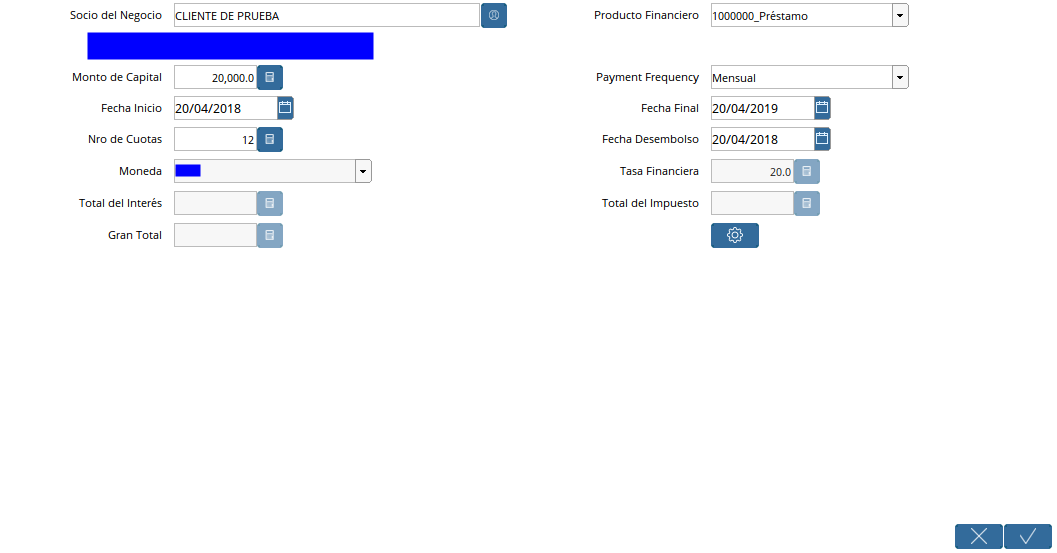 Socio del Negocio CLIENTE DE PRUEBA Producto Financiero 1000000_Préstamo
Monto de Capital 20,000.0 Payment Frequency Mensual
Fecha Inicio 20/04/2018 Fecha Final 20/04/2019
Nro de Cuotas 12 Fecha Desembolso 20/04/2018
Moneda Tasa Financiera 20.0
Total del Interés Total del Impuesto
Gran Total